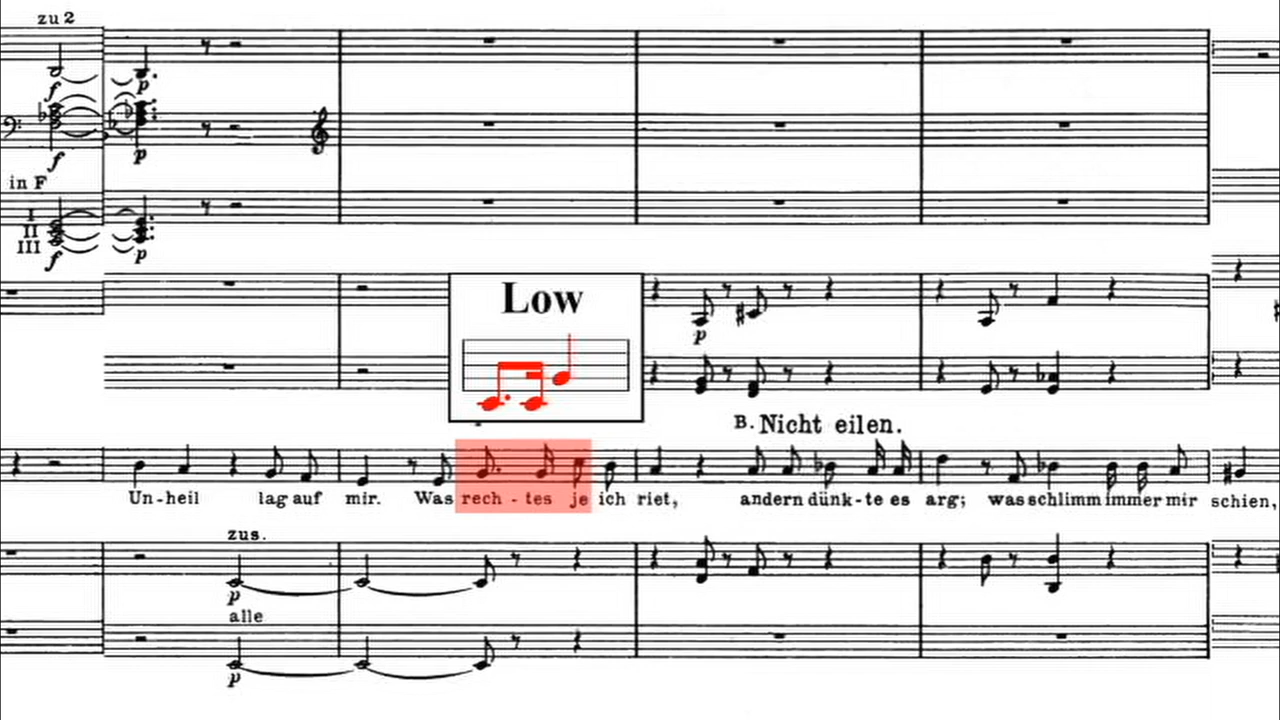 zu 2
f p
f p
in F
I
II
III
f p
Low
p
B. Nicht eilen.
Un-heil lag auf mir. Was rech - tes je ich riet, andern dünk-te es arg; was schlimm immer mir schien,
zus.
p
alle
p